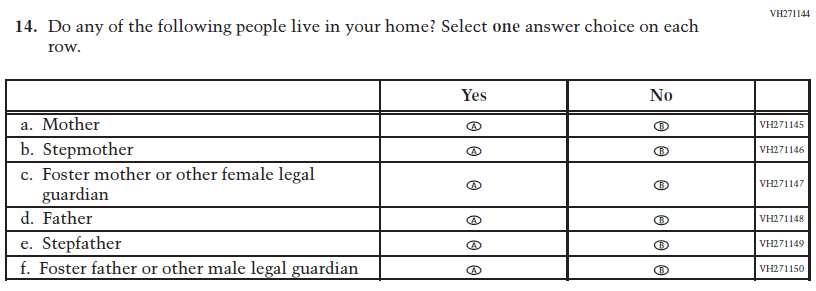 VH271144
14. Do any of the following people live in your home? Select one answer choice on each
row.
Yes No
a. Mother A B VH271145
b. Stepmother A B VH271146
c. Foster mother or other female legal
guardian A B VH271147
d. Father A B VH271148
e. Stepfather A B VH271149
f. Foster father or other male legal guardian A B VH271150